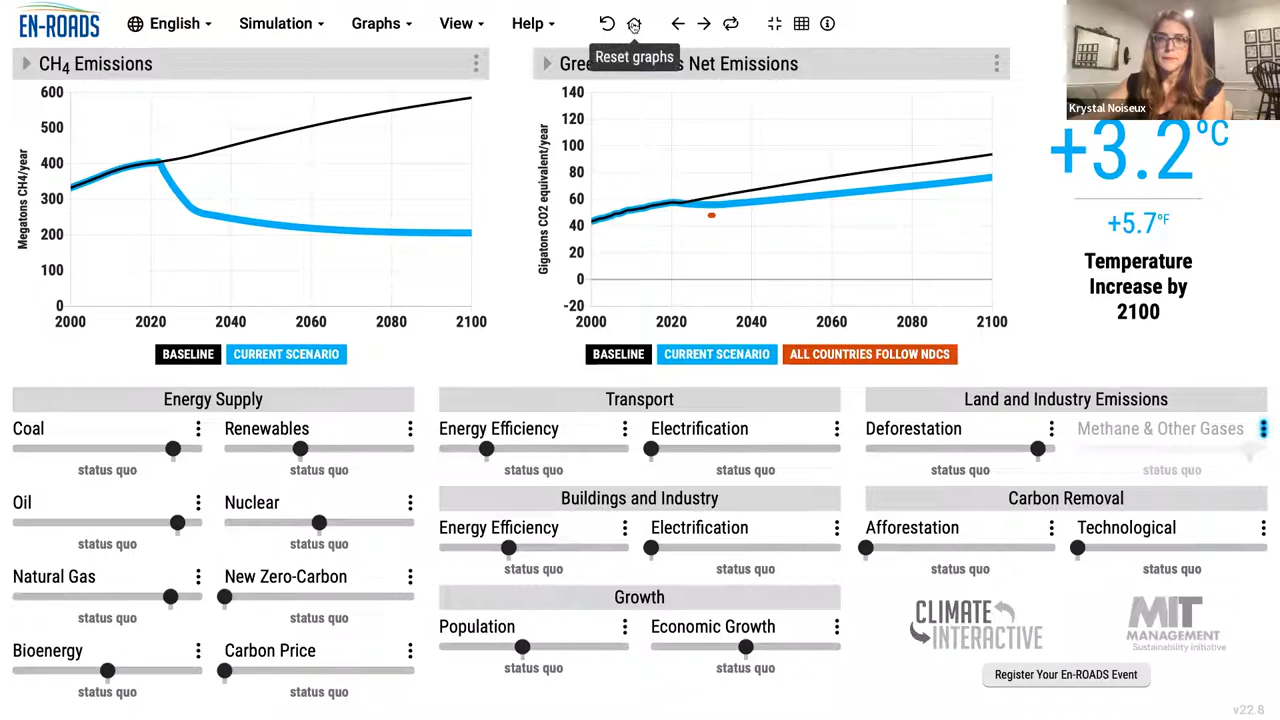 EN-ROADS
English
Simulation
Graphs
View
Help
Reset graphs
Krystal Noiseux
CH4 Emissions
600
500
400
300
200
100
0
Megatons CH4/year
2000 2020 2040 2060 2080 2100
BASELINE
CURRENT SCENARIO
Gree s Net Emissions
140
120
100
80
60
40
20
0
-20
Gigatons CO2 equivalent/year
2000 2020 2040 2060 2080 2100
BASELINE
CURRENT SCENARIO
ALL COUNTRIES FOLLOW NDCS
+3.2°C
+5.7°F
Temperature
Increase by
2100
Energy Supply
Coal
status quo
Renewables
status quo
Oil
status quo
Nuclear
status quo
Natural Gas
status quo
New Zero-Carbon
status quo
Bioenergy
status quo
Carbon Price
status quo
Transport
Energy Efficiency
status quo
Electrification
status quo
Buildings and Industry
Energy Efficiency
status quo
Electrification
status quo
Growth
Population
status quo
Economic Growth
status quo
Land and Industry Emissions
Deforestation
status quo
Methane & Other Gases
status quo
Carbon Removal
Afforestation
status quo
Technological
status quo
CLIMATE
INTERACTIVE
MIT
MANAGEMENT
Sustainability Initiative
Register Your En-ROADS Event
v22.8